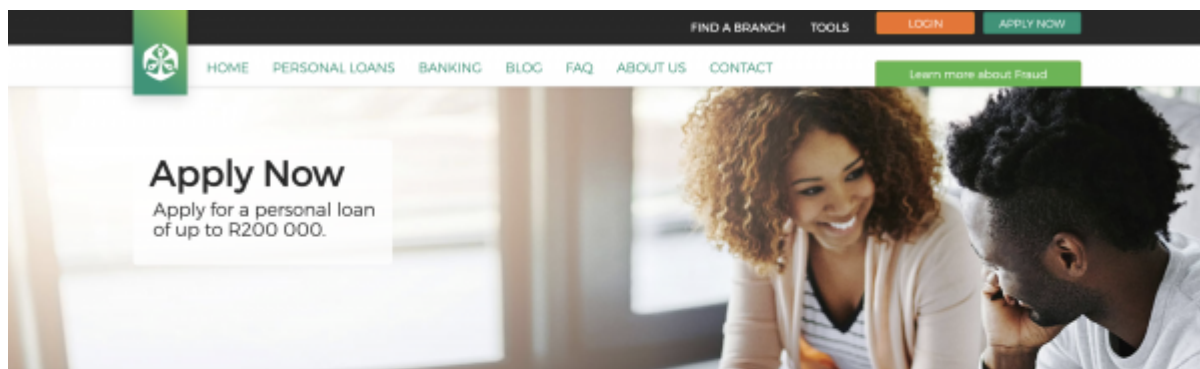 FIND A BRANCH TOOLS LOGIN APPLY NOW
HOME PERSONAL LOANS BANKING BLOG FAQ ABOUT US CONTACT
Learn more about Fraud
Apply Now
Apply for a personal loan
of up to R200 000.